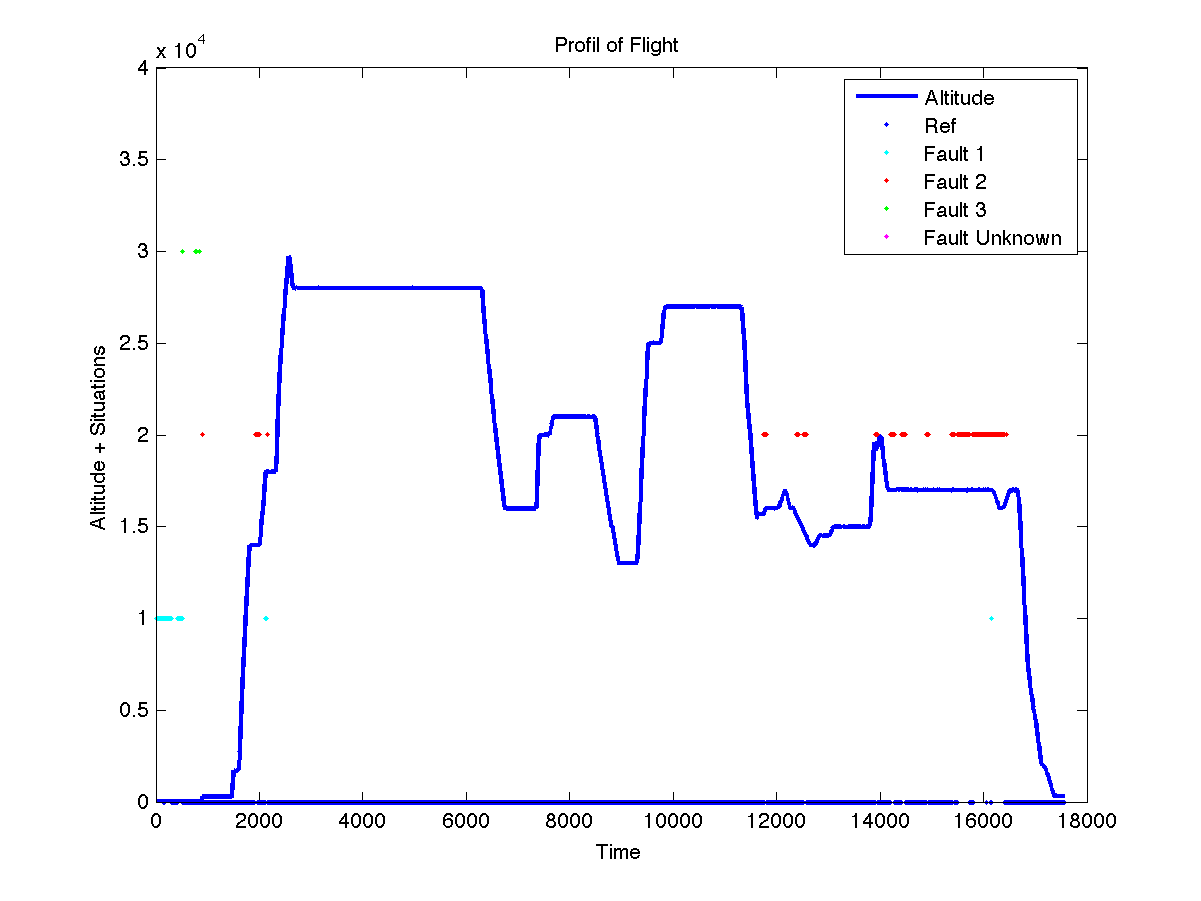 Profil of Flight
x 10^4
4
3.5
3
2.5
2
1.5
1
0.5
0
Altitude + Situations
Altitude
Ref
Fault 1
Fault 2
Fault 3
Fault Unknown
0 2000 4000 6000 8000 10000 12000 14000 16000 18000
Time